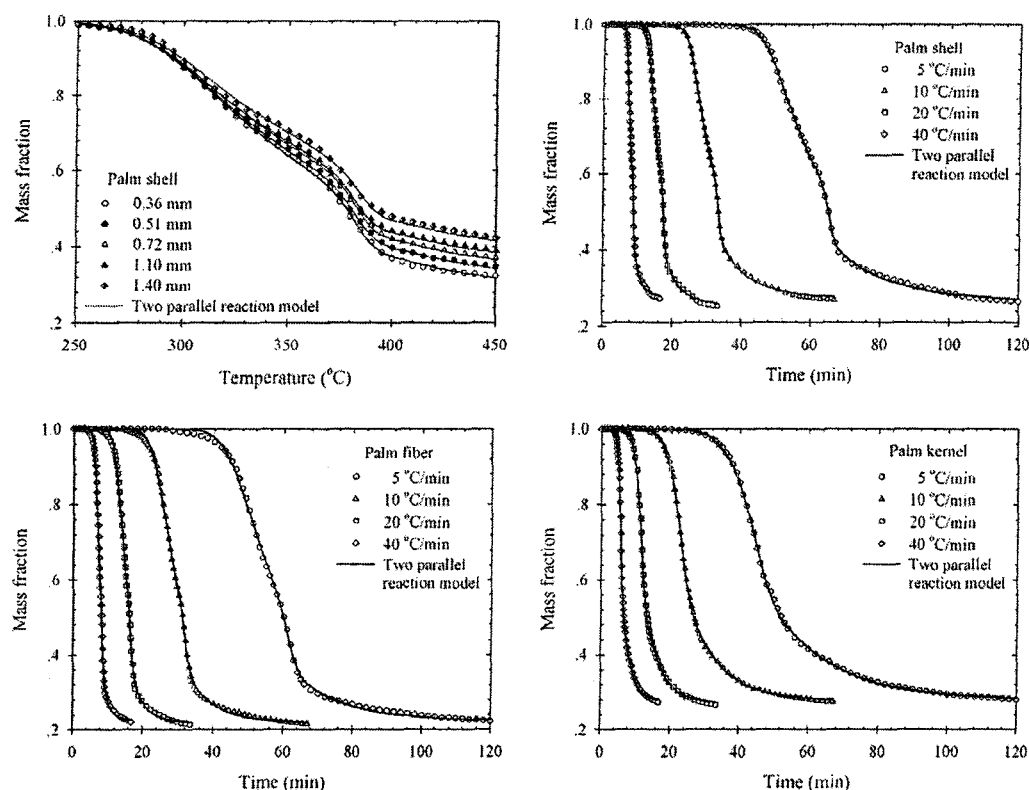 1.0
.8
.6
.4
.2
Mass fraction
Palm shell
0.36 mm
0.51 mm
0.72 mm
1.10 mm
1.40 mm
Two parallel reaction model
250 300 350 400 450
Temperature (°C)
1.0
.8
.6
.4
.2
Mass fraction
Palm shell
5 °C/min
10 °C/min
20 °C/min
40 °C/min
Two parallel
reaction model
0 20 40 60 80 100 120
Time (min)
1.0
.8
.6
.4
.2
Mass fraction
Palm fiber
5 °C/min
10 °C/min
20 °C/min
40 °C/min
Two parallel
reaction model
0 20 40 60 80 100 120
Time (min)
1.0
.8
.6
.4
.2
Mass fraction
Palm kernel
5 °C/min
10 °C/min
20 °C/min
40 °C/min
Two parallel
reaction model
0 20 40 60 80 100 120
Time (min)